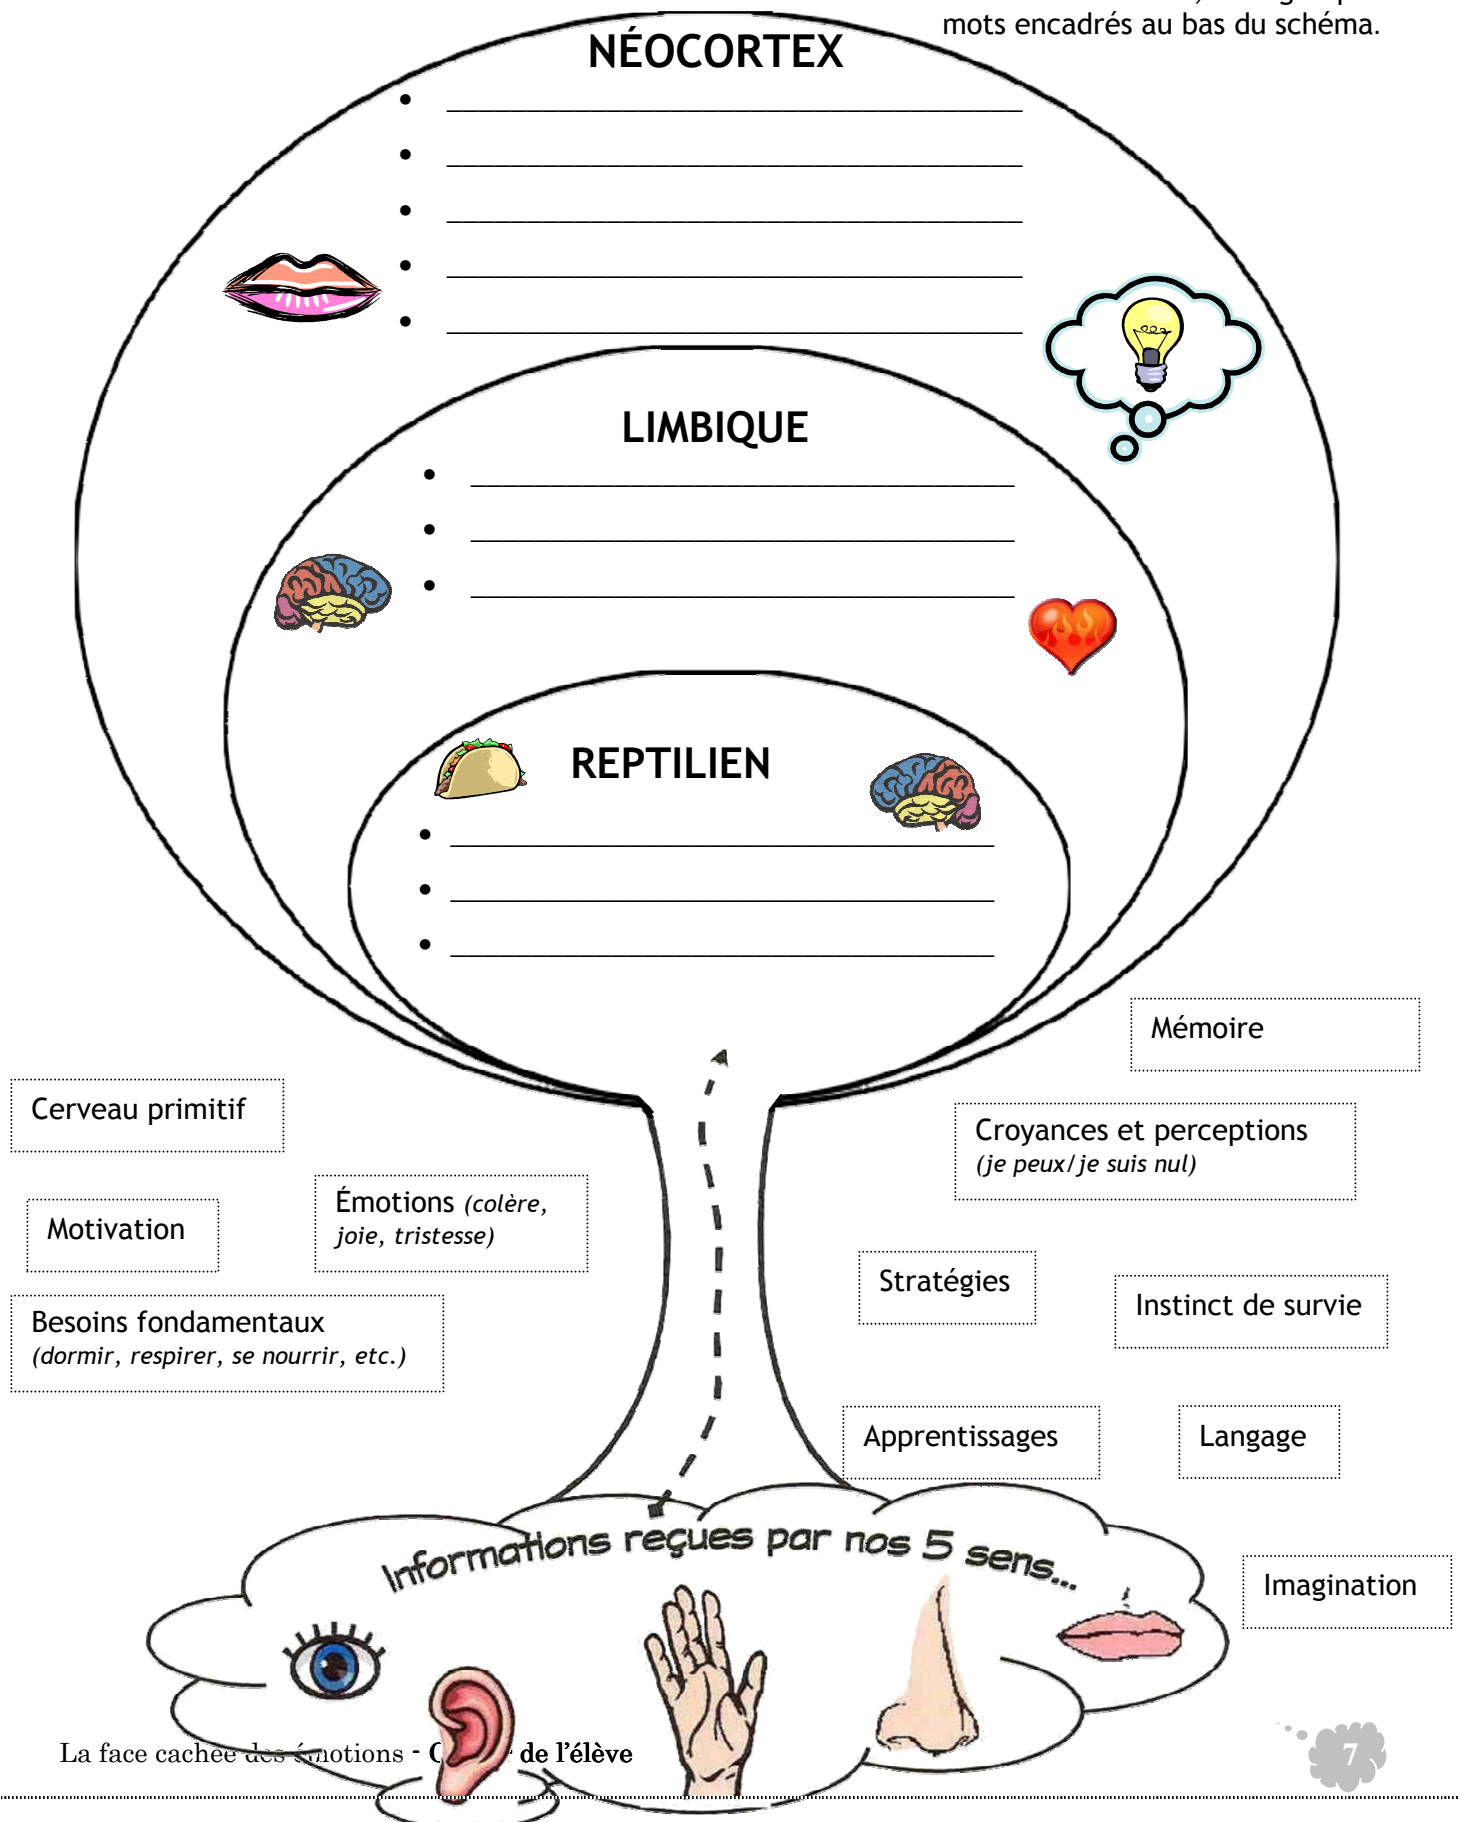 mots encadrés au bas du schéma.
NÉOCORTEX
LIMBIQUE
REPTILIEN
Mémoire
Cerveau primitif
Croyances et perceptions
(je peux/je suis nul)
Émotions (colère,
joie, tristesse)
Motivation
Stratégies
Instinct de survie
Besoins fondamentaux
(dormir, respirer, se nourrir, etc.)
Apprentissages
Langage
Informations reçues par nos 5 sens...
Imagination
La face cachée des émotions - de l'élève
7